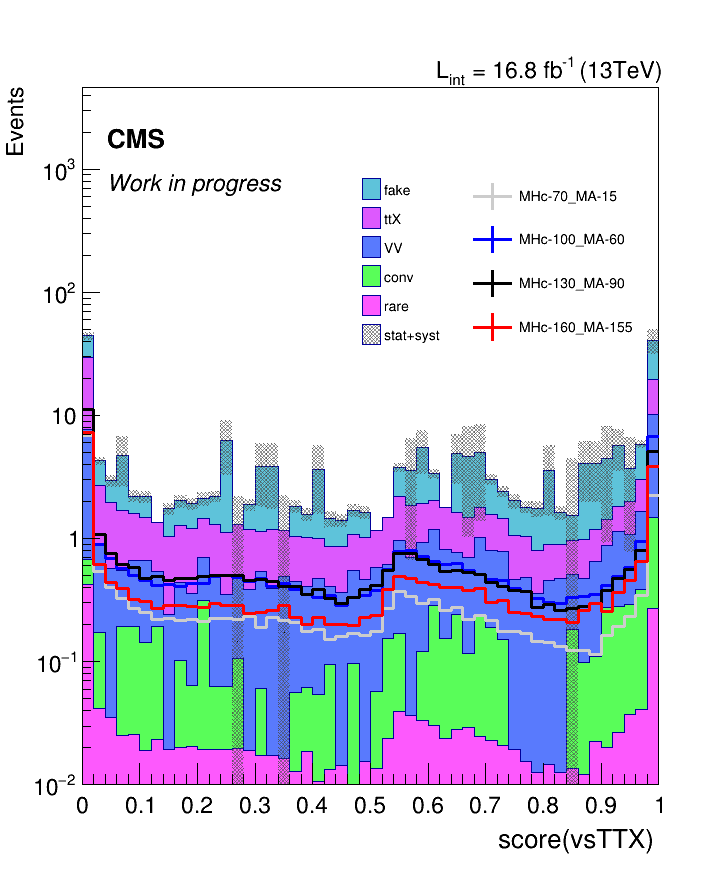 L_int = 16.8 fb^-1 (13TeV)
Events
CMS
Work in progress
fake
ttX
VV
conv
rare
stat+syst
MHc-70_MA-15
MHc-100_MA-60
MHc-130_MA-90
MHc-160_MA-155
10^3
10^2
10
1
10^−1
10^−2
0 0.1 0.2 0.3 0.4 0.5 0.6 0.7 0.8 0.9 1
score(vsTTX)